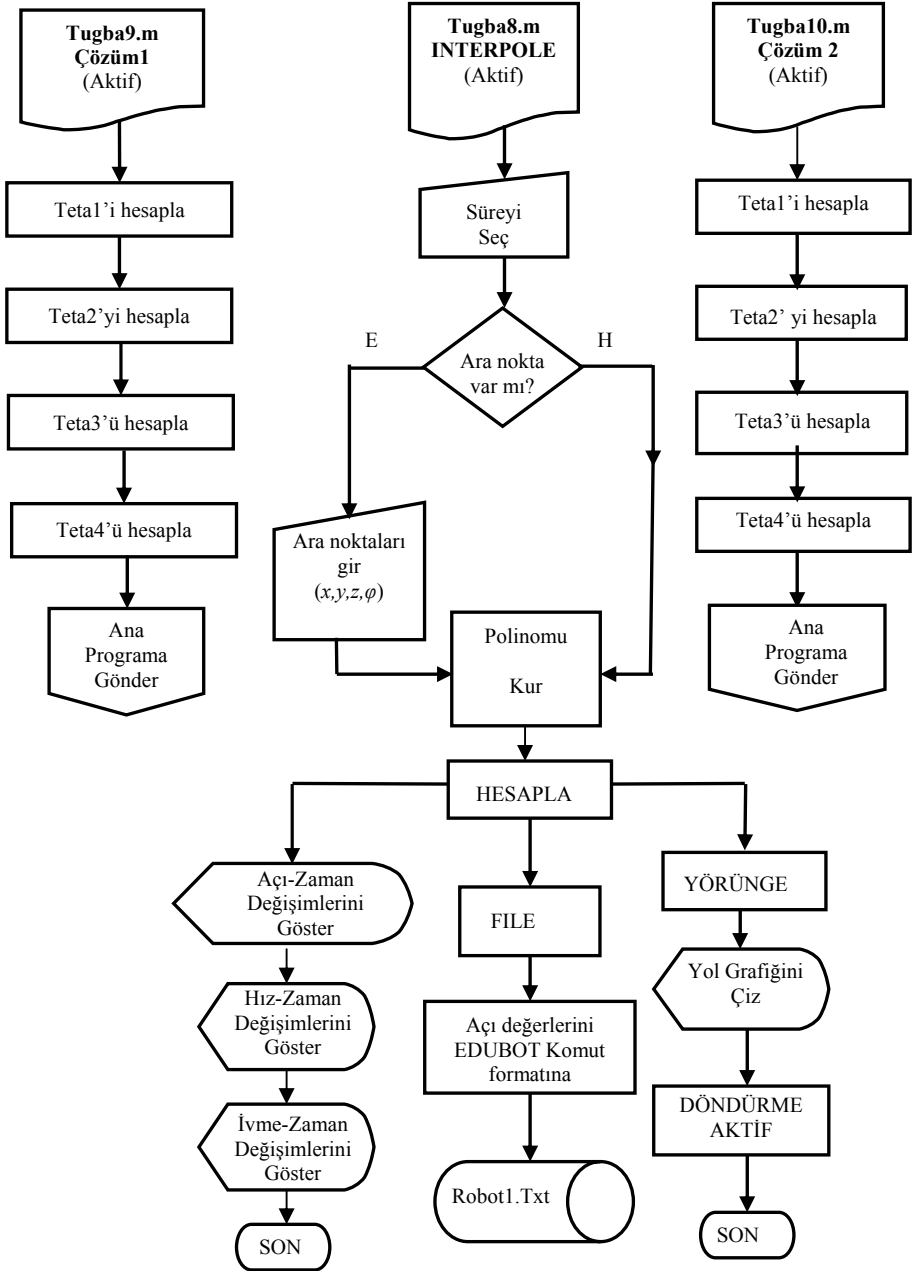 Tugba9.m
Çözüm1
(Aktif)
Teta1’i hesapla
Teta2’yi hesapla
Teta3’ü hesapla
Teta4’ü hesapla
Ana
Programa
Gönder
Tugba8.m
INTERPOLE
(Aktif)
Süreyi
Seç
E
Ara nokta
var mı?
H
Ara noktaları
gir
(x,y,z,φ)
Polinomu
Kur
HESAPLA
Tugba10.m
Çözüm 2
(Aktif)
Teta1’i hesapla
Teta2’ yi hesapla
Teta3’ü hesapla
Teta4’ü hesapla
Ana
Programa
Gönder
Açı-Zaman
Değişimlerini
Göster
Hız-Zaman
Değişimlerini
Göster
İvme-Zaman
Değişimlerini
Göster
SON
FILE
Açı değerlerini
EDUBOT Komut
formatına
Robot1.Txt
YÖRÜNGE
Yol Grafiğini
Çiz
DÖNDÜRME
AKTİF
SON